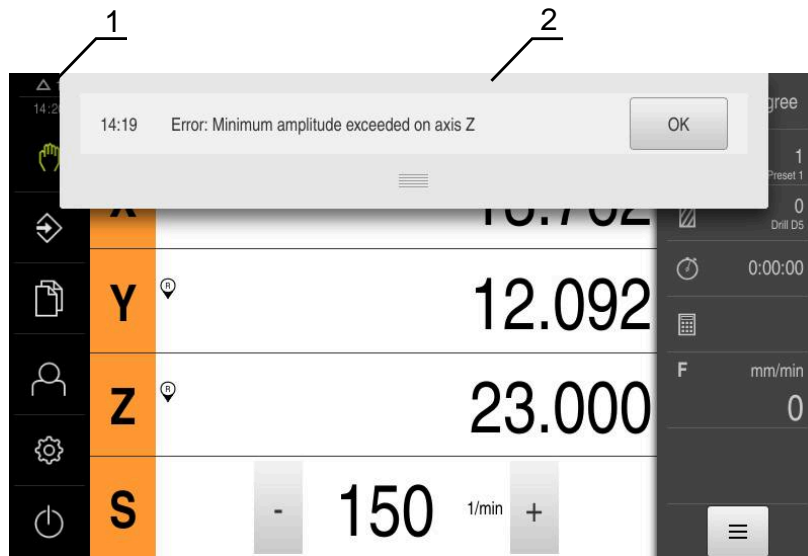 1
2
14:19 Error: Minimum amplitude exceeded on axis Z OK
1
Preset 1
0
Drill D5
Y R 12.092
0:00:00
Z R 23.000
F mm/min
0
S - 150 1/min +